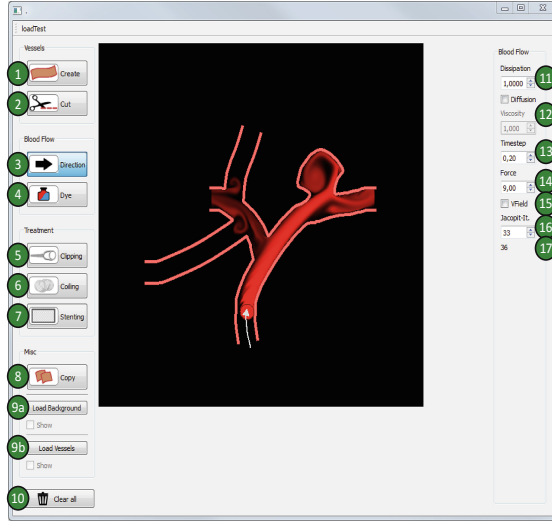 loadTest
Vessels
1 Create
2 Cut
Blood Flow
3 Direction
4 Dye
Treatment
5 Clipping
6 Coiling
7 Stenting
Misc
8 Copy
9a Load Background
Show
9b Load Vessels
Show
10 Clear all
Blood Flow
Dissipation
1,0000 11
Diffusion
Viscosity 12
1,000
Timestep
0,20 13
Force
9,00 14
VField 15
Jacopit-It.
33 16
36 17